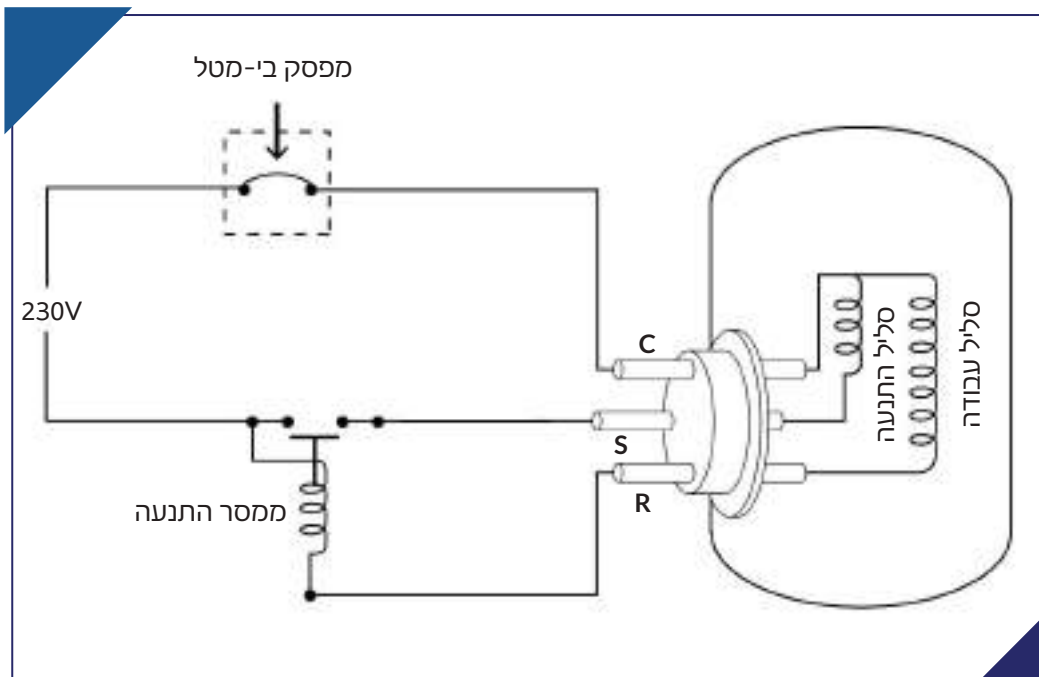 מפסק בי-מטל
230V
C
S
R
סליל התנעה
סליל עבודה
ממסר התנעה